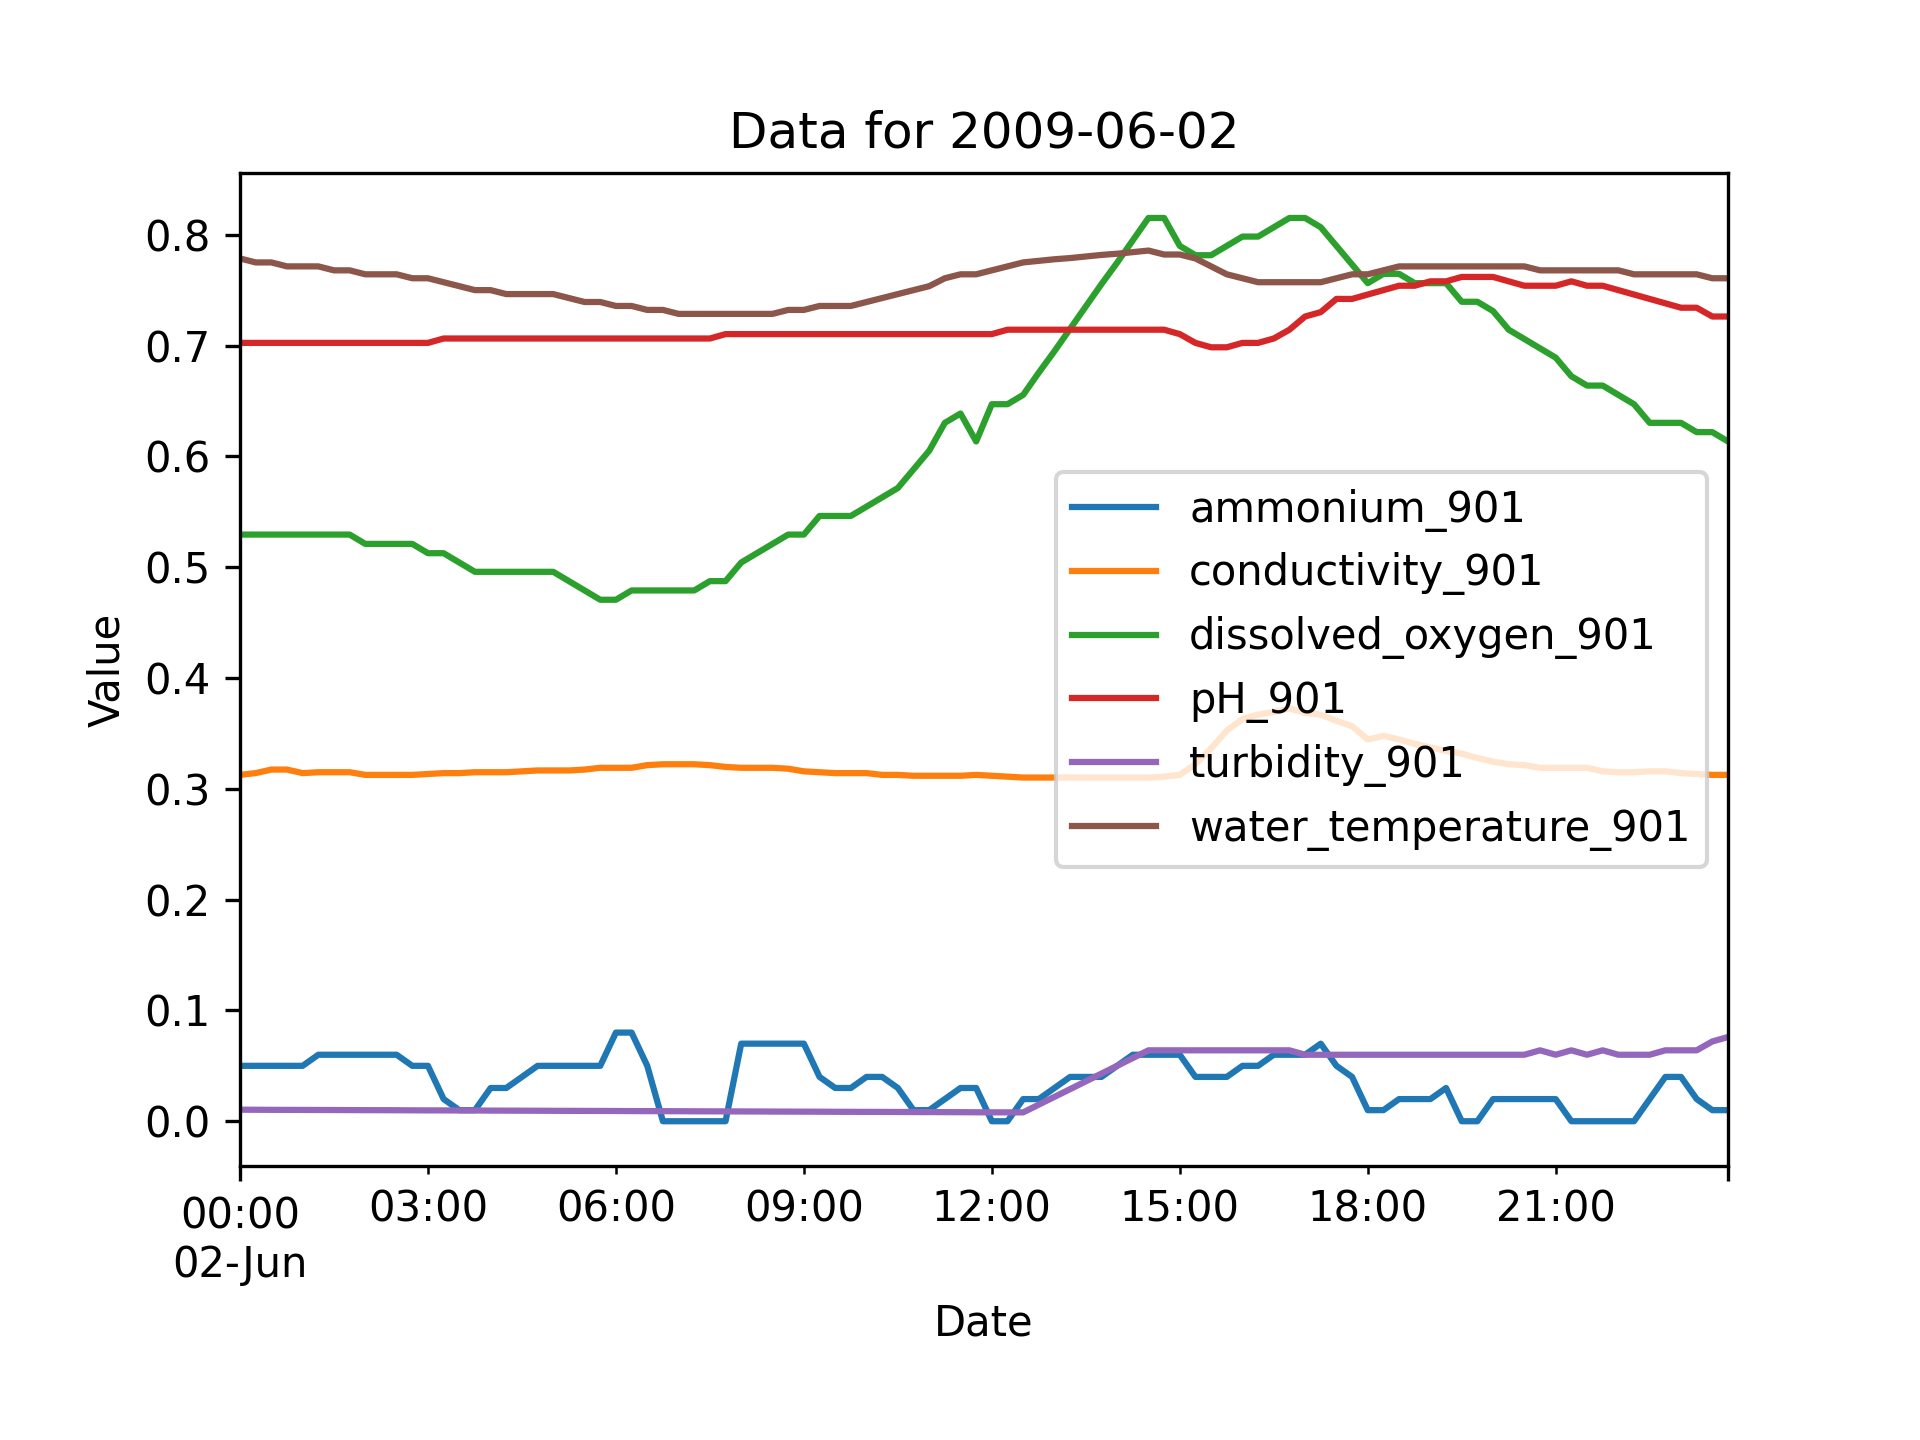 Data for 2009-06-02
Value
0.8
0.7
0.6
0.5
0.4
0.3
0.2
0.1
0.0
ammonium_901
conductivity_901
dissolved_oxygen_901
pH_901
turbidity_901
water_temperature_901
00:00 03:00 06:00 09:00 12:00 15:00 18:00 21:00
02-Jun
Date